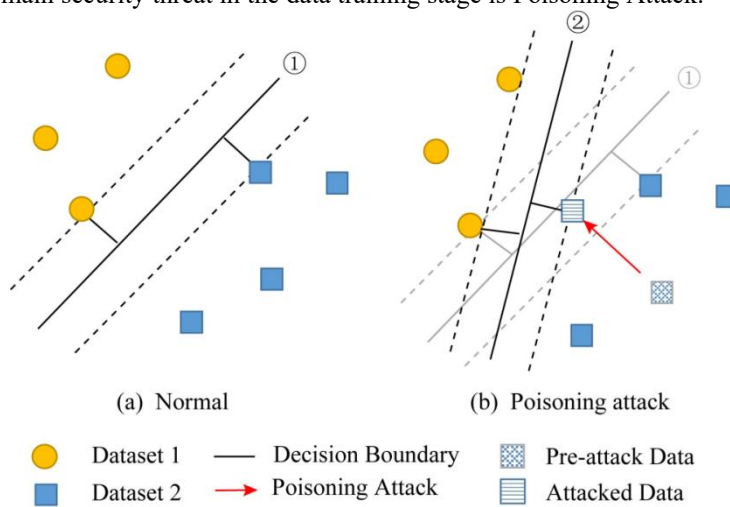 main security threat in the data training stage is Poisoning Attack.
① ② ①
(a) Normal (b) Poisoning attack
Dataset 1 Decision Boundary Pre-attack Data
Dataset 2 Poisoning Attack Attacked Data